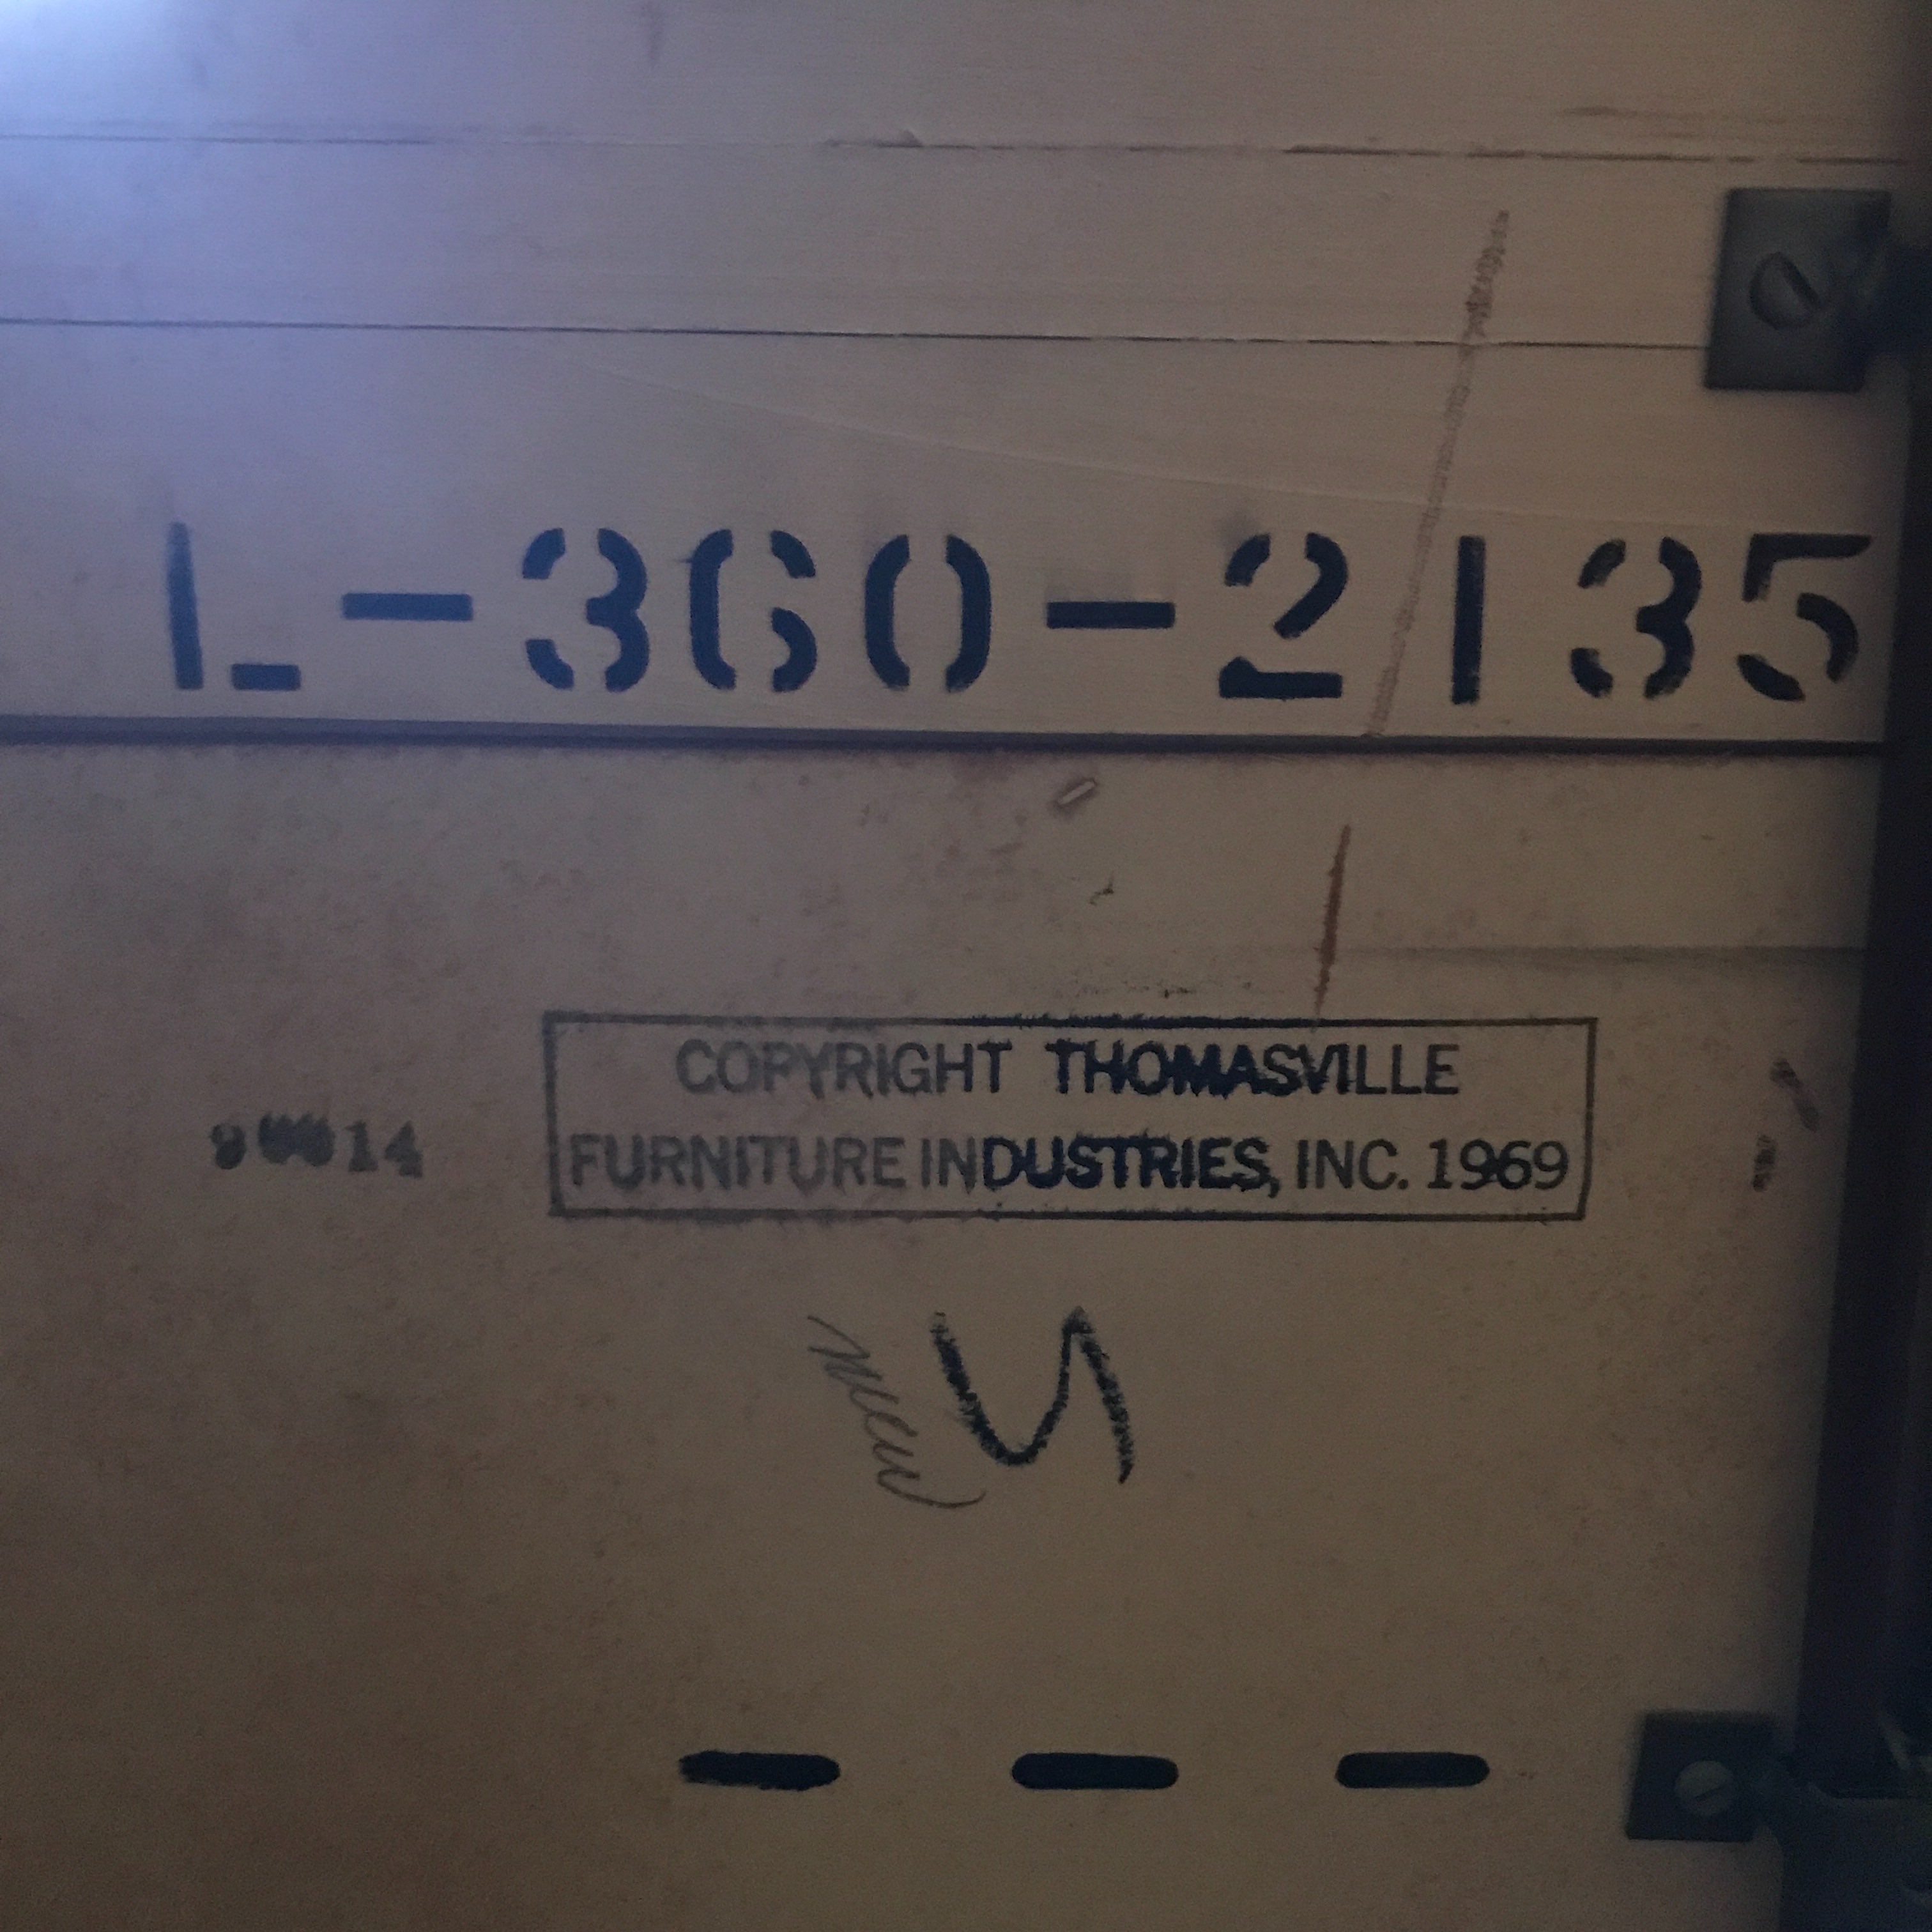 L-360-2135
COPYRIGHT THOMASVILLE
FURNITURE INDUSTRIES, INC. 1969